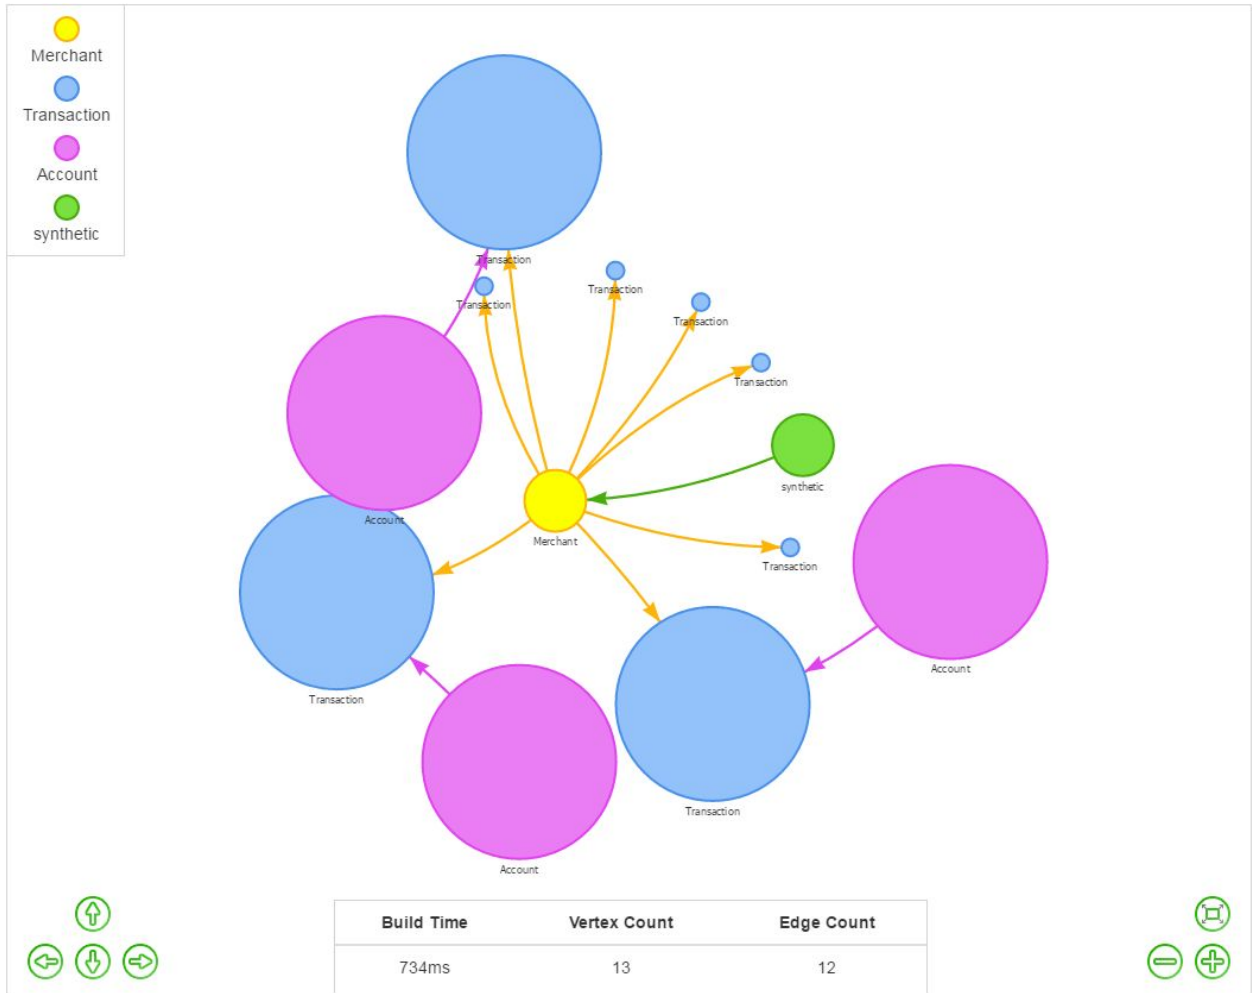 Merchant
Transaction
Account
synthetic
Transaction
Transaction
Transaction
Transaction
Transaction
synthetic
Account
Merchant
Transaction
Account
Transaction
Transaction
Account
Build Time Vertex Count Edge Count
734ms 13 12